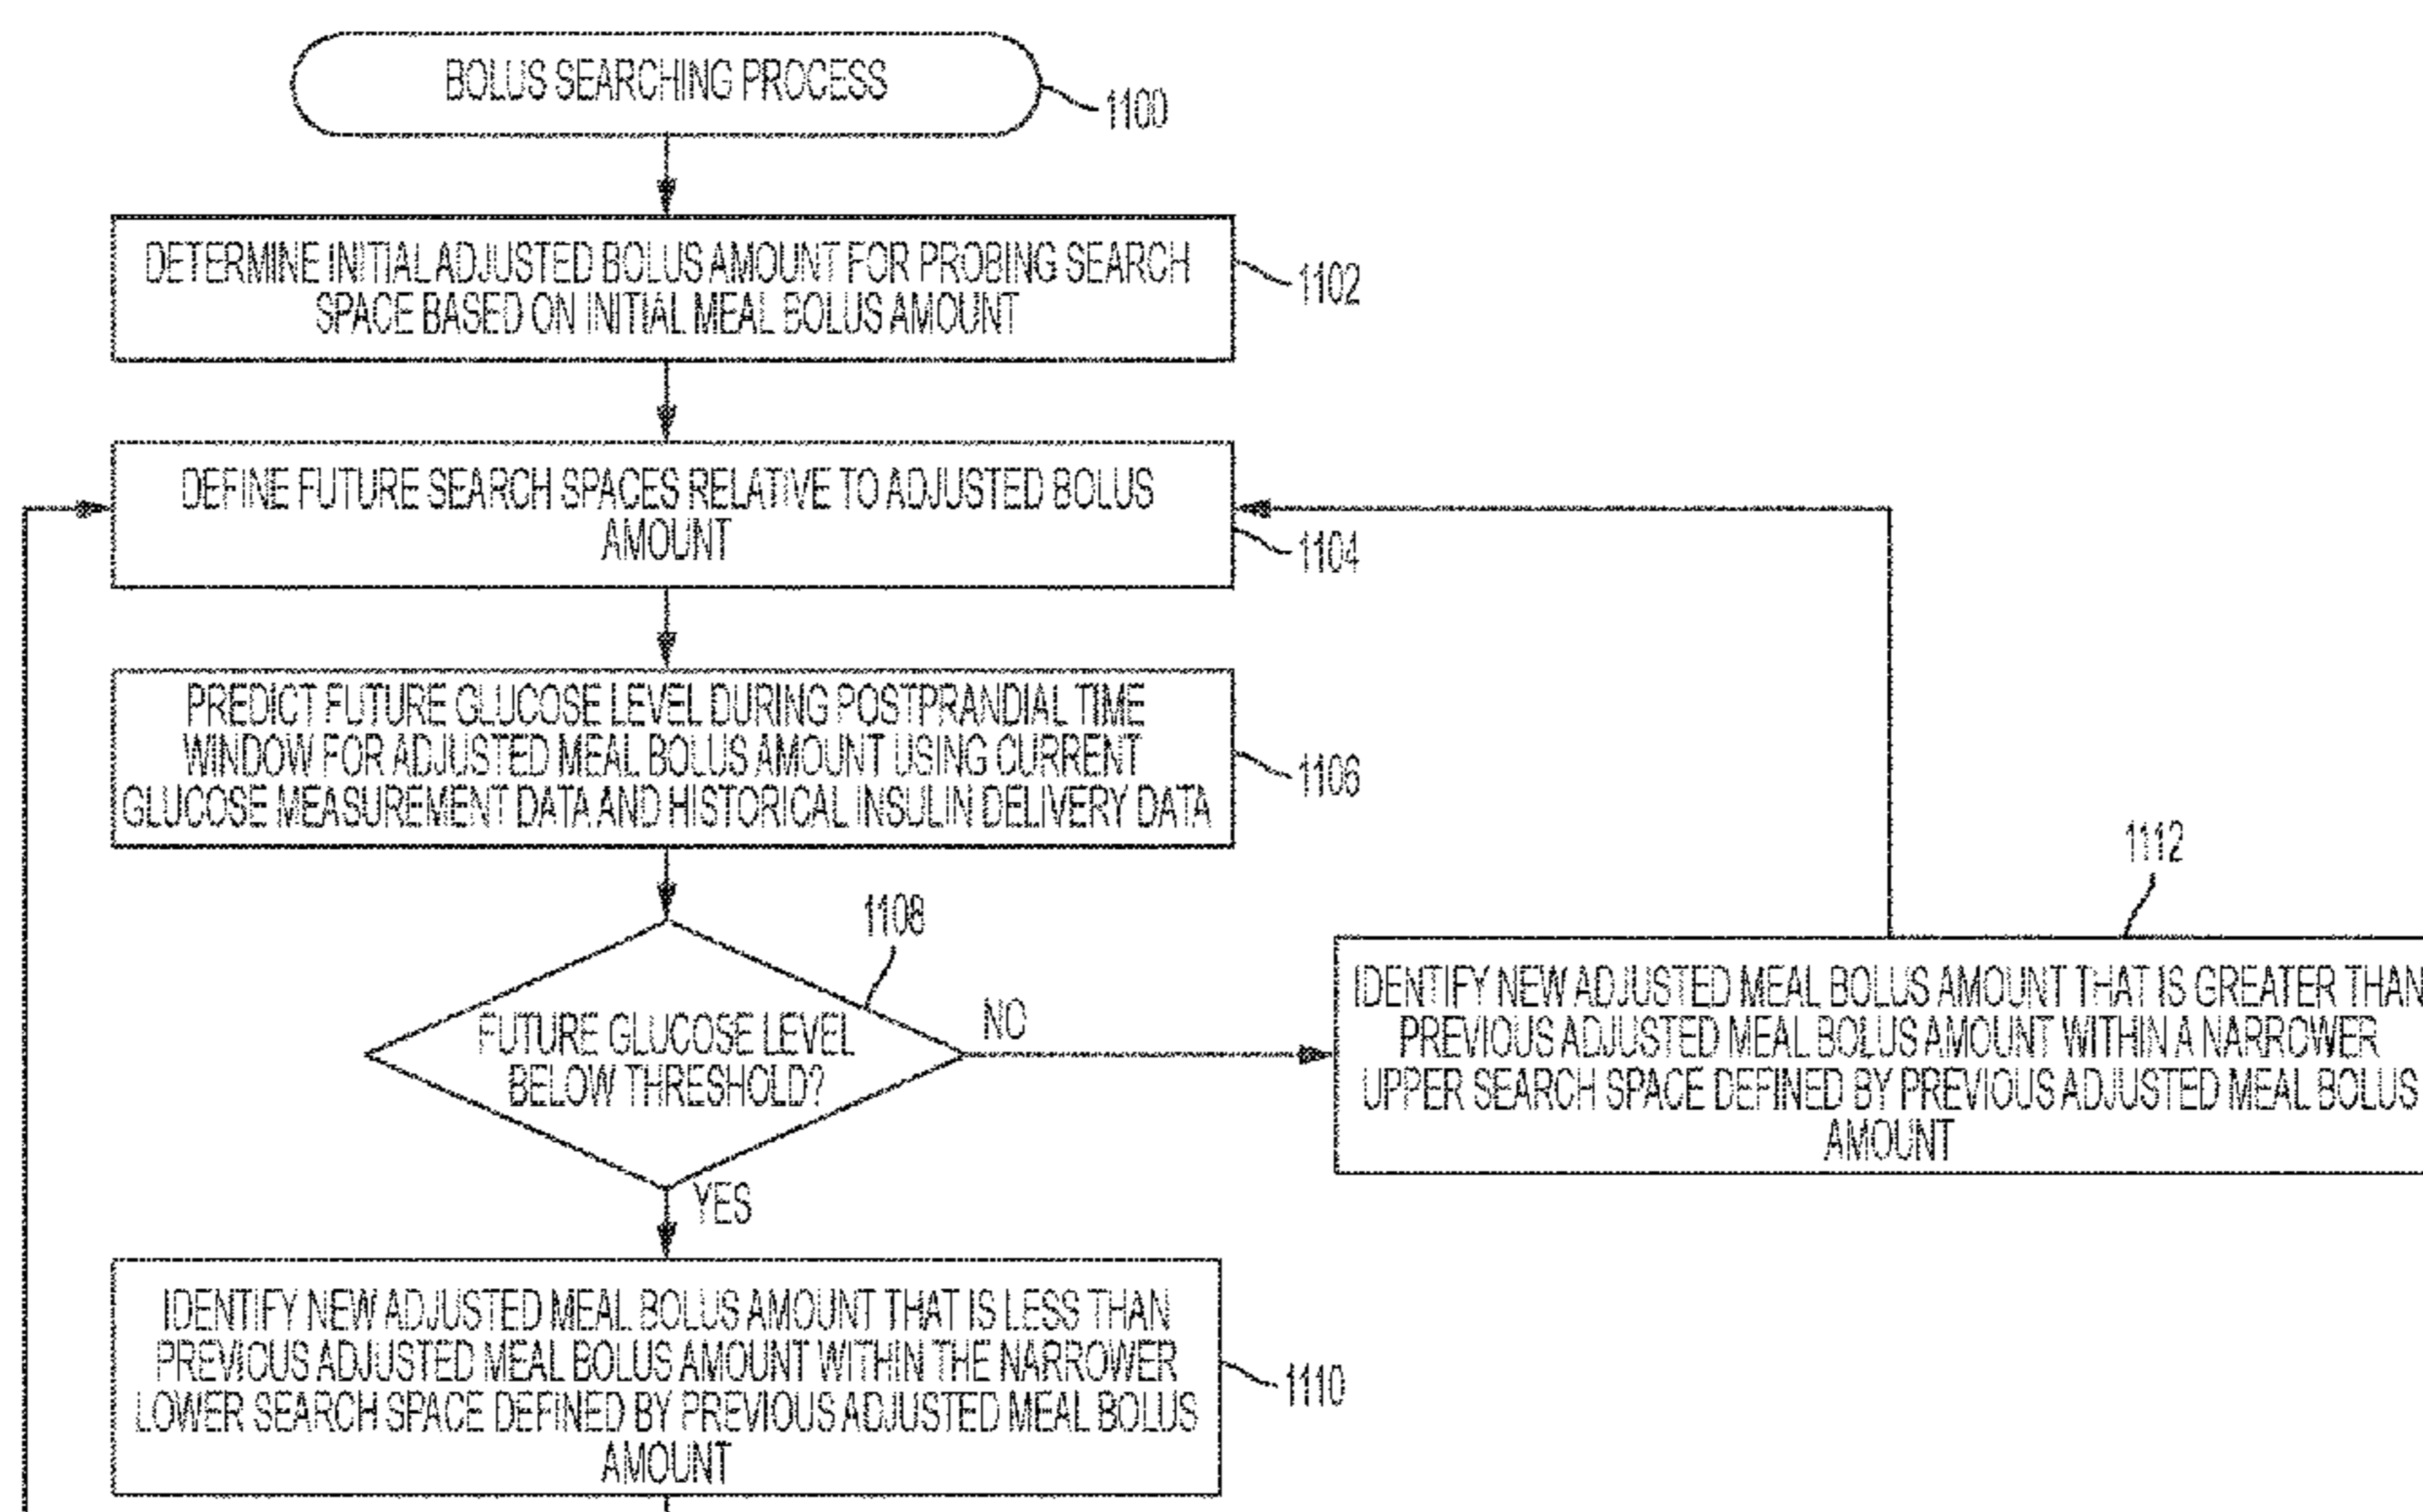 BOLUS SEARCHING PROCESS
1100
DETERMINE INITIAL ADJUSTED BOLUS AMOUNT FOR PROBING SEARCH
SPACE BASED ON INITIAL MEAL BOLUS AMOUNT
1102
DEFINE FUTURE SEARCH SPACES RELATIVE TO ADJUSTED BOLUS
AMOUNT
1104
PREDICT FUTURE GLUCOSE LEVEL DURING POSTPRANDIAL TIME
WINDOW FOR ADJUSTED MEAL BOLUS AMOUNT USING CURRENT
GLUCOSE MEASUREMENT DATA AND HISTORICAL INSULIN DELIVERY DATA
1106
1108
FUTURE GLUCOSE LEVEL
BELOW THRESHOLD?
NO
YES
1112
IDENTIFY NEW ADJUSTED MEAL BOLUS AMOUNT THAT IS GREATER THAN
PREVIOUS ADJUSTED MEAL BOLUS AMOUNT WITHIN A NARROWER
UPPER SEARCH SPACE DEFINED BY PREVIOUS ADJUSTED MEAL BOLUS
AMOUNT
IDENTIFY NEW ADJUSTED MEAL BOLUS AMOUNT THAT IS LESS THAN
PREVIOUS ADJUSTED MEAL BOLUS AMOUNT WITHIN THE NARROWER
LOWER SEARCH SPACE DEFINED BY PREVIOUS ADJUSTED MEAL BOLUS
AMOUNT
1110